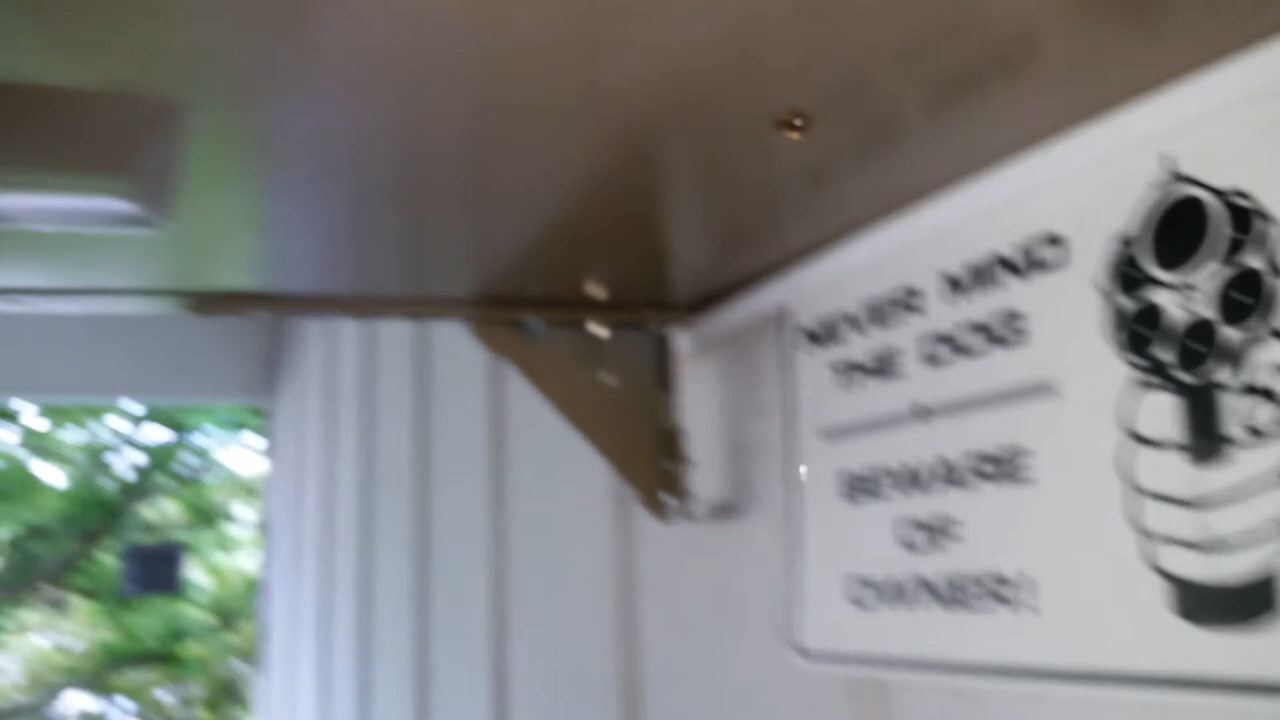 NEVER MIND
THE DOG
BEWARE
OF
OWNER!